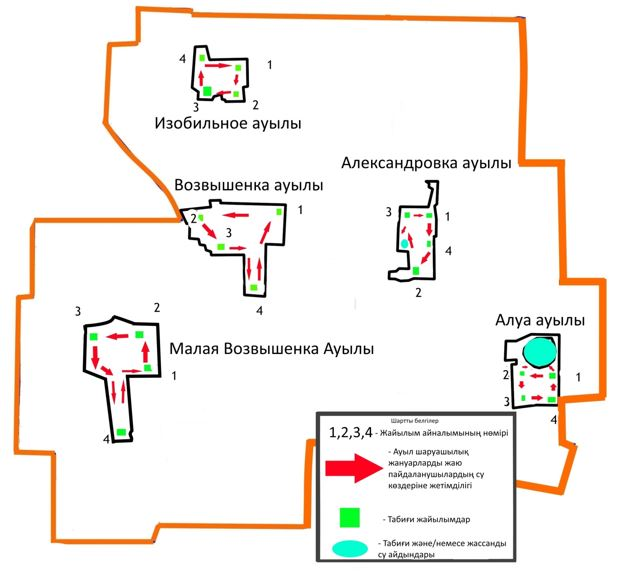 4
1
3
2
Изобильное ауылы
Александровка ауылы
Возвышенка ауылы
2
1
3
4
3
1
4
2
3
2
Малая Возвышенка Ауылы
1
4
Алуа ауылы
2
1
3
4
Шартты белгілер
1,2,3,4 - Жайылым айналымының нөмірі
- Ауыл шаруашылық
жануарларды жаю
пайдаланушылардың су
көздеріне жетімділігі
- Табиғи жайылымдар
- Табиғи және/немесе жассанды
су айдындары